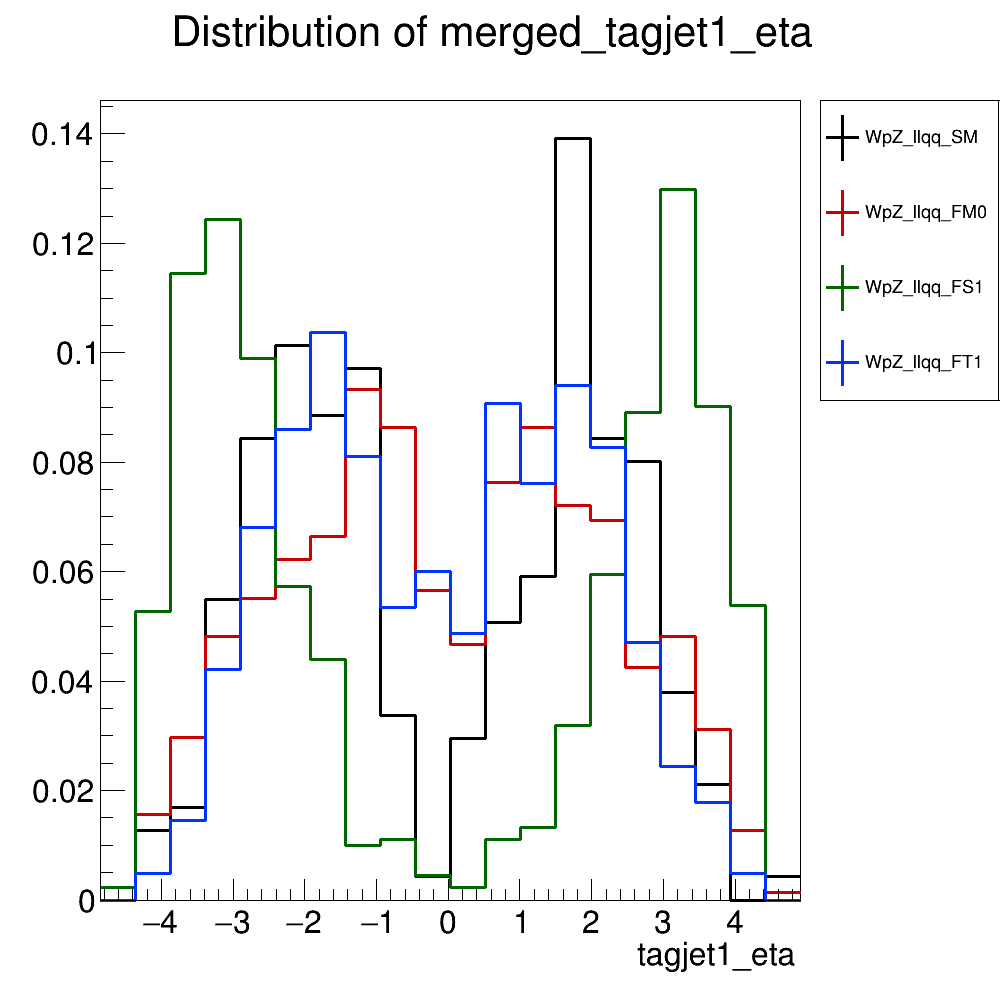 Distribution of merged_tagjet1_eta
WpZ_llqq_SM
WpZ_llqq_FM0
WpZ_llqq_FS1
WpZ_llqq_FT1
0.14
0.12
0.1
0.08
0.06
0.04
0.02
0
−4 −3 −2 −1 0 1 2 3 4
tagjet1_eta